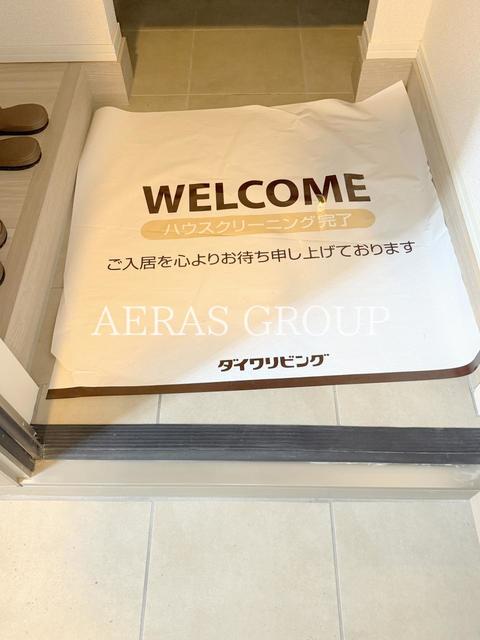 WELCOME
ハウスクリーニング完了
ご入居を心よりお待ち申し上げております
AERAS GROUP
ダイワリビング